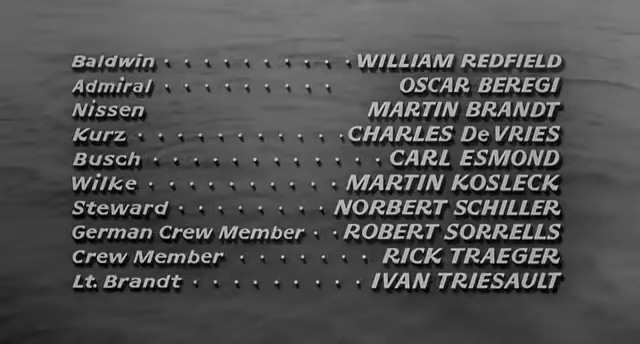 Baldwin . . . . . . . . . . WILLIAM REDFIELD
Admiral . . . . . . . . . OSCAR BEREGI
Nissen MARTIN BRANDT
Kurz . . . . . . . . . . . CHARLES DeVRIES
Busch . . . . . . . . . . . . CARL ESMOND
Wilke . . . . . . . . . . MARTIN KOSLECK
Steward . . . . . . . . NORBERT SCHILLER
German Crew Member . . ROBERT SORRELLS
Crew Member . . . . . . . RICK TRAEGER
Lt. Brandt . . . . . . . . IVAN TRIESAULT